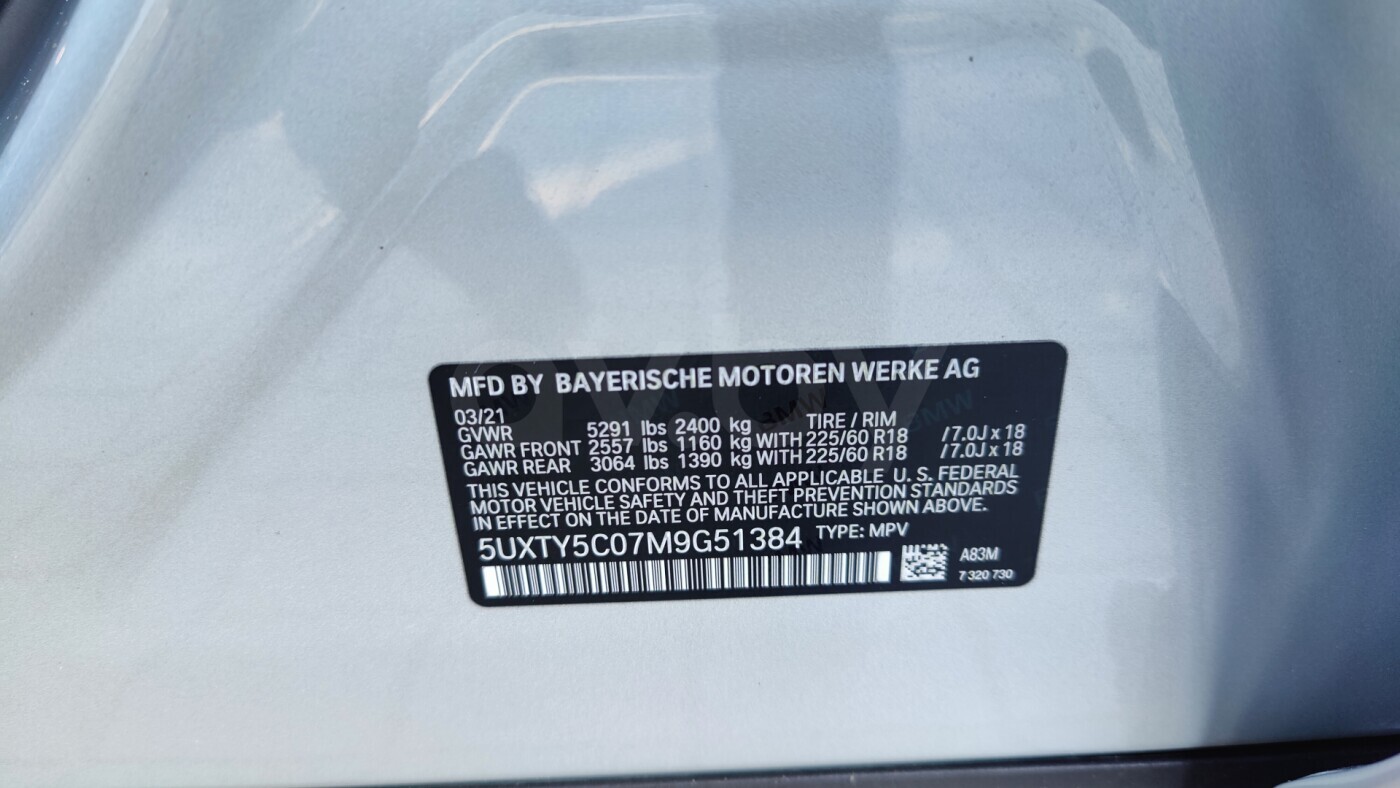 MFD BY BAYERISCHE MOTOREN WERKE AG
03/21 TIRE / RIM
GVWR 5291 lbs 2400 kg
GAWR FRONT 2557 lbs 1160 kg WITH 225/60 R18 /7.0J x 18
GAWR REAR 3064 lbs 1390 kg WITH 225/60 R18 /7.0J x 18
THIS VEHICLE CONFORMS TO ALL APPLICABLE U. S. FEDERAL
MOTOR VEHICLE SAFETY AND THEFT PREVENTION STANDARDS
IN EFFECT ON THE DATE OF MANUFACTURE SHOWN ABOVE.
5UXTY5C07M9G51384 TYPE: MPV
A83M
7 320 730